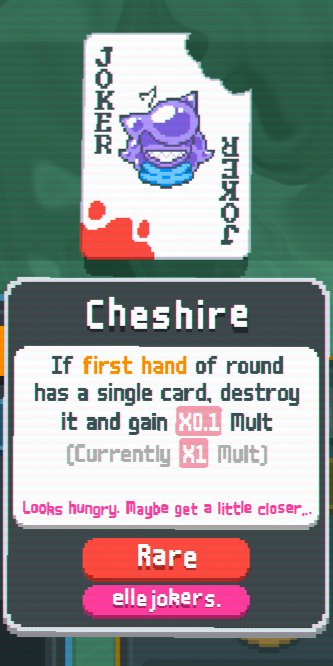 JOKER
JOKER
Cheshire
If first hand of round
has a single card, destroy
it and gain X0.1 Mult
(Currently X1 Mult)
Looks hungry. Maybe get a little closer...
Rare
ellejokers.